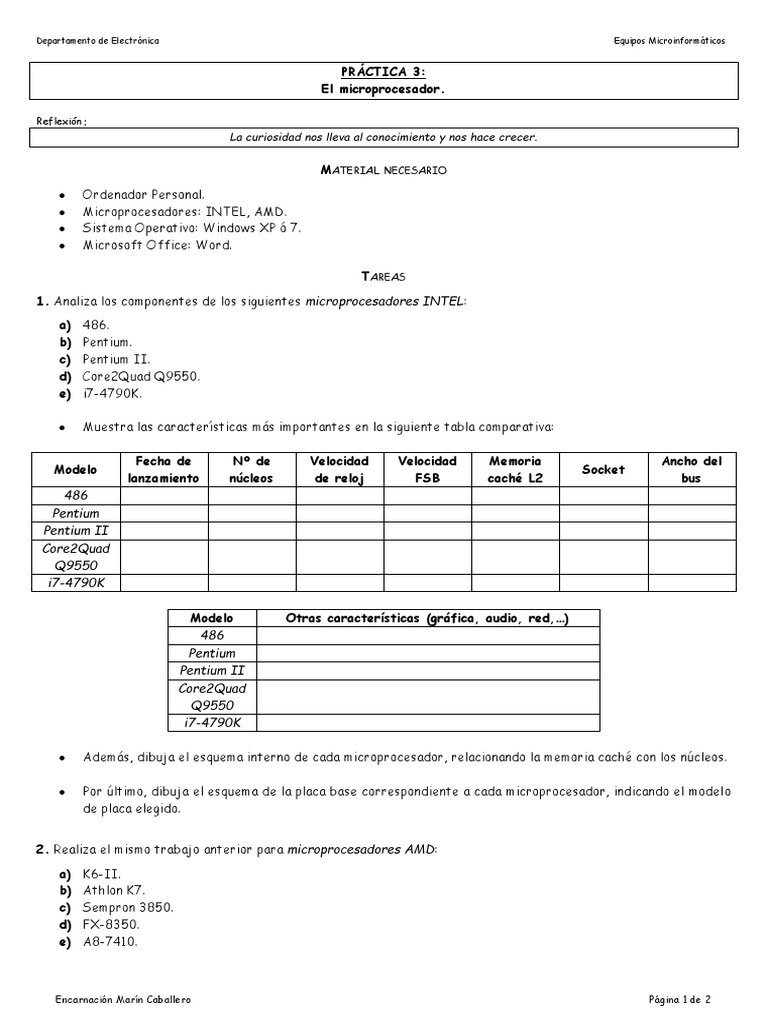 Departamento de Electrónica Equipos Microinformáticos
PRÁCTICA 3:
El microprocesador.
Reflexión:
La curiosidad nos lleva al conocimiento y nos hace crecer.
MATERIAL NECESARIO
• Ordenador Personal.
• Microprocesadores: INTEL, AMD.
• Sistema Operativo: Windows XP ó 7.
• Microsoft Office: Word.
TAREAS
1. Analiza los componentes de los siguientes microprocesadores INTEL:
a) 486.
b) Pentium.
c) Pentium II.
d) Core2Quad Q9550.
e) i7-4790K.
• Muestra las características más importantes en la siguiente tabla comparativa:
Modelo Fecha de lanzamiento Nº de núcleos Velocidad de reloj Velocidad FSB Memoria caché L2 Socket Ancho del bus
486
Pentium
Pentium II
Core2Quad
Q9550
i7-4790K
Modelo Otras características (gráfica, audio, red,…)
486
Pentium
Pentium II
Core2Quad
Q9550
i7-4790K
• Además, dibuja el esquema interno de cada microprocesador, relacionando la memoria caché con los núcleos.
• Por último, dibuja el esquema de la placa base correspondiente a cada microprocesador, indicando el modelo
de placa elegido.
2. Realiza el mismo trabajo anterior para microprocesadores AMD:
a) K6-II.
b) Athlon K7.
c) Sempron 3850.
d) FX-8350.
e) A8-7410.
Encarnación Marín Caballero Página 1 de 2